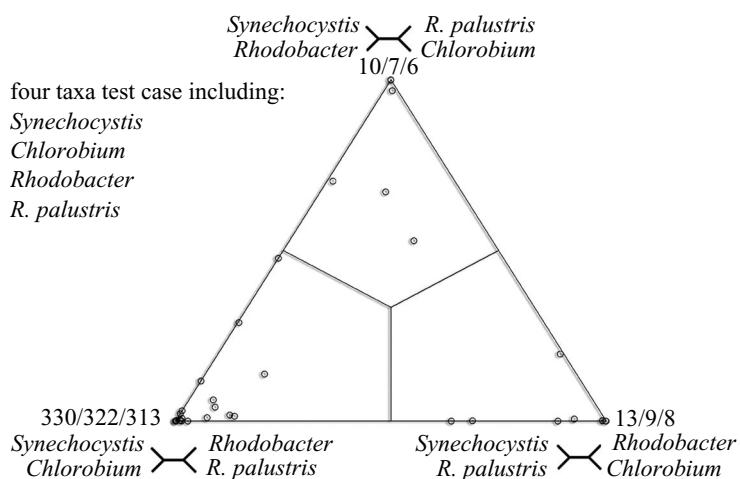 Synechocystis R. palustris
Rhodobacter Chlorobium
10/7/6
four taxa test case including:
Synechocystis
Chlorobium
Rhodobacter
R. palustris
330/322/313 13/9/8
Synechocystis Rhodobacter Synechocystis Rhodobacter
Chlorobium R. palustris R. palustris Chlorobium